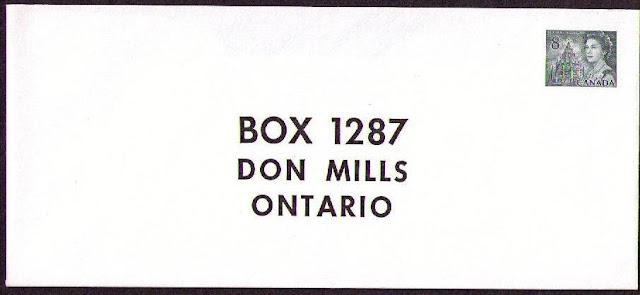 8
CANADA
BOX 1287
DON MILLS
ONTARIO